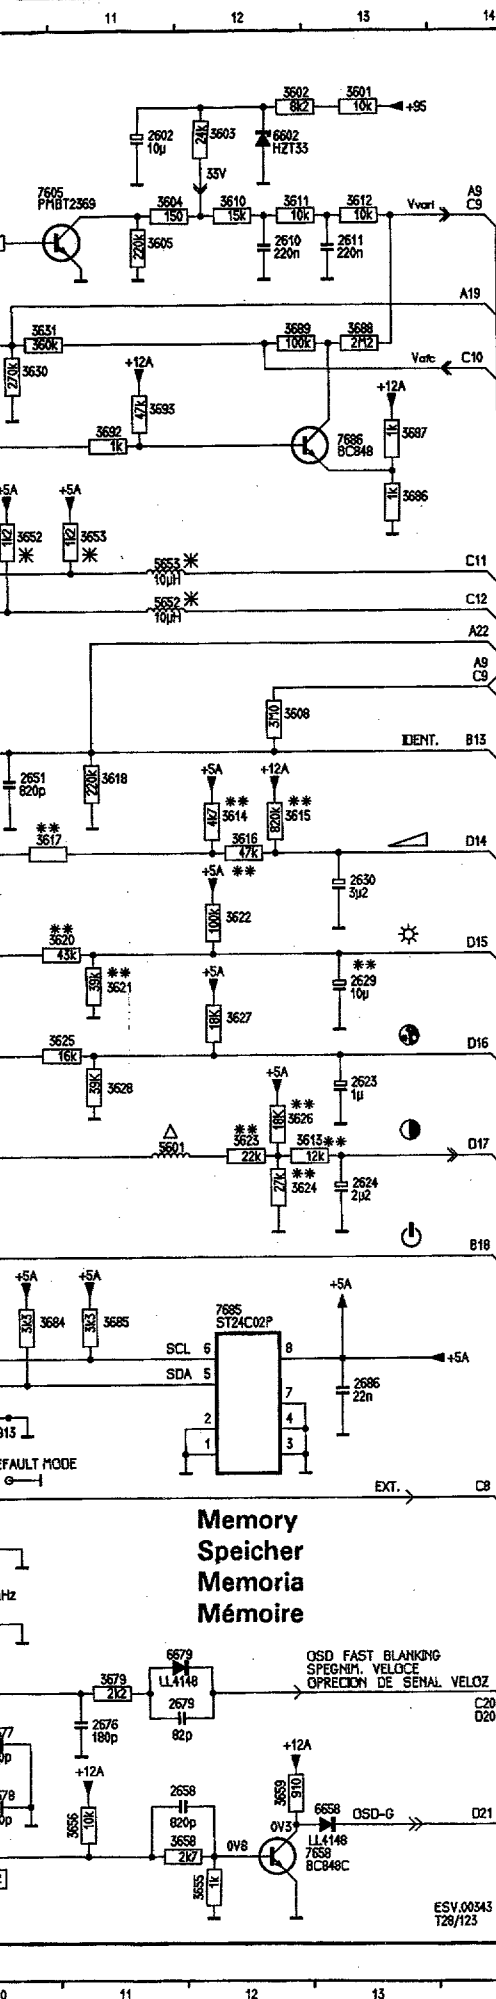 11 12 13 14
3602 3601
8k2 10k +95
2602
10µ
24k 3603
6602
HZT33
33V
7605
PMBT2369
3604 3610 3611 3612
150 15k 10k 10k
Vvari
A9
C9
220k 3605
2610
220n
2611
220n
A19
3631
360k
3689 3688
100k 2M2
270k 3630
+12A
Vafc C10
47k 3693
+12A
3692
1k
7686
BC848
1k 3687
1k 3686
+5A +5A
1k2 3652
1k2 3653
5653
10µH
C11
5652
10µH
C12
A22
A9
C9
3M0 3608
IDENT. B13
2651
820p
220k 3618
+5A +12A
**
3617
4k7 ** 3614
820k ** 3615
3616
47k
**
D14
+5A
2630
3µ2
100k 3622
**
3620
43k
D15
39k ** 3621
+5A
**
2629
10µ
18K 3627
3625
16k
D16
39K 3628
2623
1µ
+5A
18K ** 3626
5601
**
3623
22k
3613**
12k
D17
27k ** 3624
2624
2µ2
B18
+5A +5A
3k3 3684
3k3 3685
7685
ST24C02P
+5A
SCL 6 8 +5A
SDA 5
2686
22n
7
2 4
1 3
EXT. C8
Memory
Speicher
Memoria
Mémoire
OSD FAST BLANKING
SPEGNIM. VELOCE
OPRECION DE SENAL VELOZ
C20
D20
6679
LL4148
3679
2k2
2679
82p
2676
180p
+12A
+12A
3656 10k
2658
820p
3659 910
6658
LL4148
OSD-G D21
0V3
3658
2k7
0V8
7658
BC848C
3655 1k
ESV.00343
T28/123
11 12 13